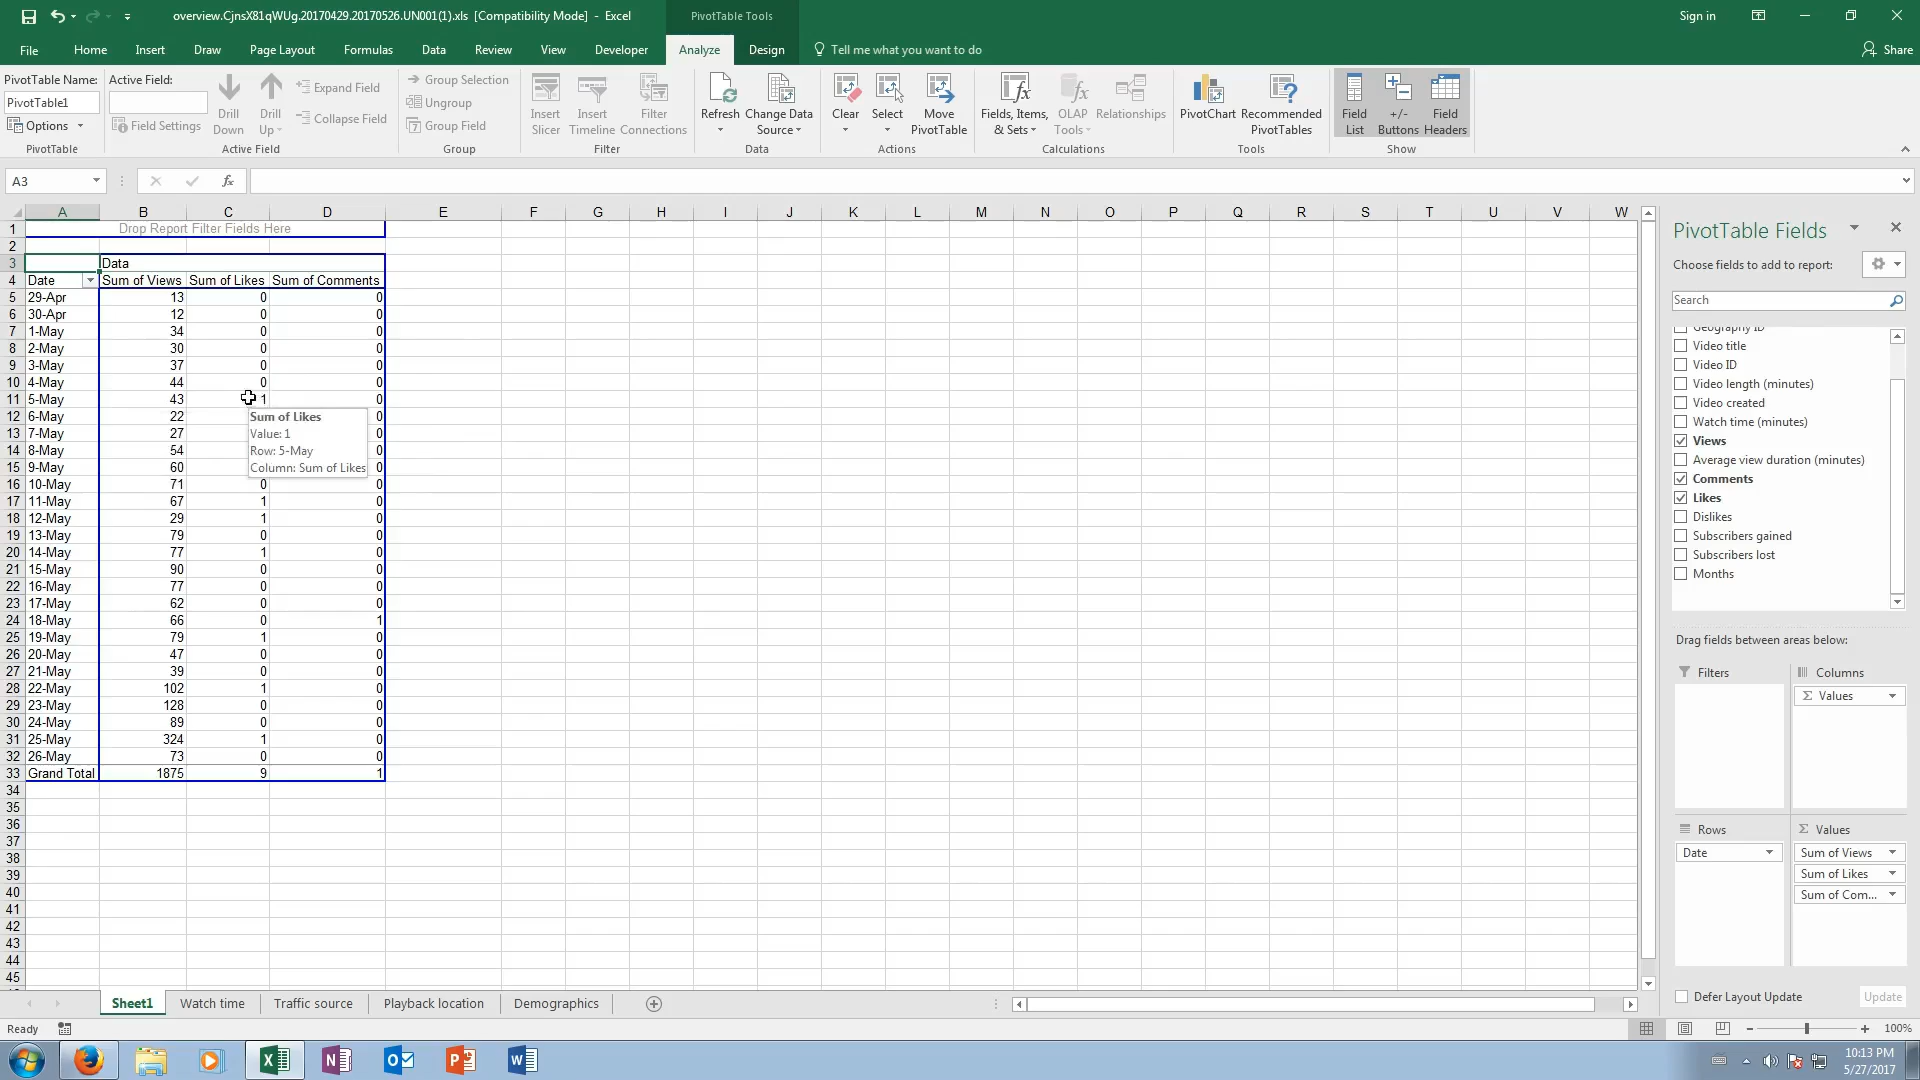 overview.CjnsX81qWUg.20170429.20170526.UN001(1).xls [Compatibility Mode] - Excel
PivotTable Tools
Sign in
File Home Insert Draw Page Layout Formulas Data Review View Developer Analyze Design Tell me what you want to do Share
PivotTable Name:
PivotTable1
Options
PivotTable
Active Field:
Field Settings
Drill Down
Drill Up
Expand Field
Collapse Field
Active Field
Group Selection
Ungroup
Group Field
Group
Insert Slicer
Insert Timeline
Filter Connections
Filter
Refresh
Change Data Source
Data
Clear
Select
Move PivotTable
Actions
Fields, Items, & Sets
OLAP Tools
Relationships
Calculations
PivotChart
Recommended PivotTables
Tools
Field List
+/- Buttons
Field Headers
Show
A3
fx
A B C D E F G H I J K L M N O P Q R S T U V W
1 Drop Report Filter Fields Here
2
3 Data
4 Date Sum of Views Sum of Likes Sum of Comments
5 29-Apr 13 0 0
6 30-Apr 12 0 0
7 1-May 34 0 0
8 2-May 30 0 0
9 3-May 37 0 0
10 4-May 44 0 0
11 5-May 43 1
12 6-May 22 0
13 7-May 27 0
14 8-May 54 0
15 9-May 60 0
16 10-May 71 0 0
17 11-May 67 1 0
18 12-May 29 1 0
19 13-May 79 0 0
20 14-May 77 1 0
21 15-May 90 0 0
22 16-May 77 0 0
23 17-May 62 0 0
24 18-May 66 0 1
25 19-May 79 1 0
26 20-May 47 0 0
27 21-May 39 0 0
28 22-May 102 1 0
29 23-May 128 0 0
30 24-May 89 0 0
31 25-May 324 1 0
32 26-May 73 0 0
33 Grand Total 1875 9 1
34
35
36
37
38
39
40
41
42
43
44
45
Sum of Likes
Value: 1
Row: 5-May
Column: Sum of Likes
PivotTable Fields
Choose fields to add to report:
Search
Geography ID
Video title
Video ID
Video length (minutes)
Video created
Watch time (minutes)
Views
Average view duration (minutes)
Comments
Likes
Dislikes
Subscribers gained
Subscribers lost
Months
Drag fields between areas below:
Filters
Columns
Σ Values
Rows
Date
Σ Values
Sum of Views
Sum of Likes
Sum of Com...
Defer Layout Update
Update
Sheet1 Watch time Traffic source Playback location Demographics
Ready
100%
10:13 PM
5/27/2017